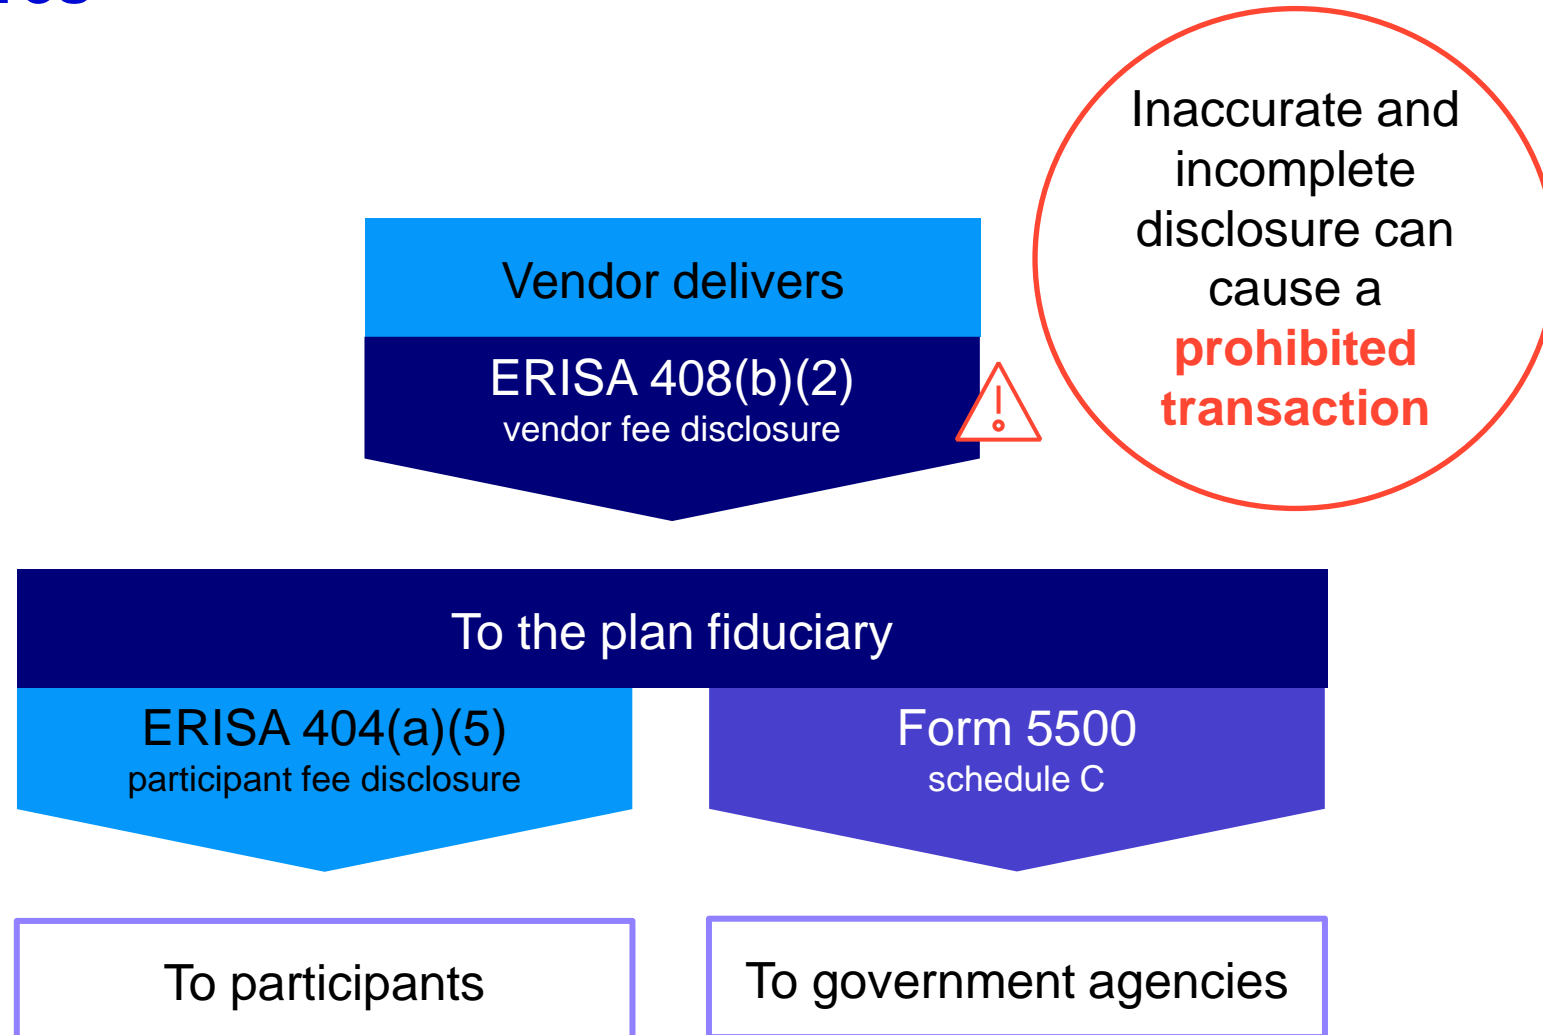 Vendor delivers
ERISA 408(b)(2)
vendor fee disclosure
Inaccurate and
incomplete
disclosure can
cause a
prohibited
transaction
To the plan fiduciary
ERISA 404(a)(5)
participant fee disclosure
Form 5500
schedule C
To participants
To government agencies